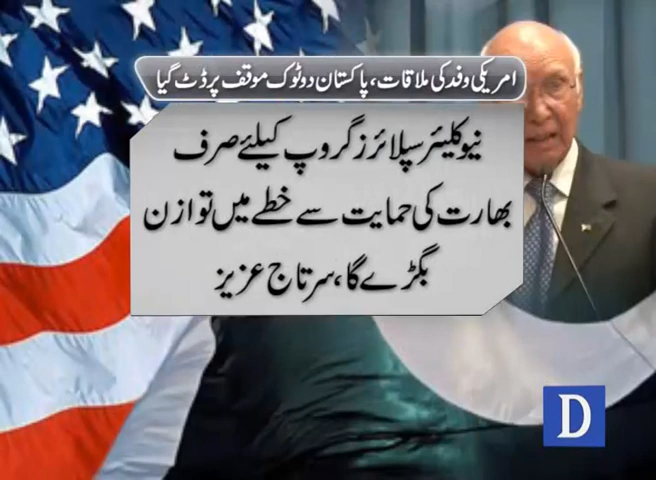 امریکی وفد کی ملاقات، پاکستان دوٹوک موقف پر ڈٹ گیا
نیوکلیئر سپلائرز گروپ کیلئے صرف
بھارت کی حمایت سے خطے میں توازن
بگڑے گا، سرتاج عزیز
D